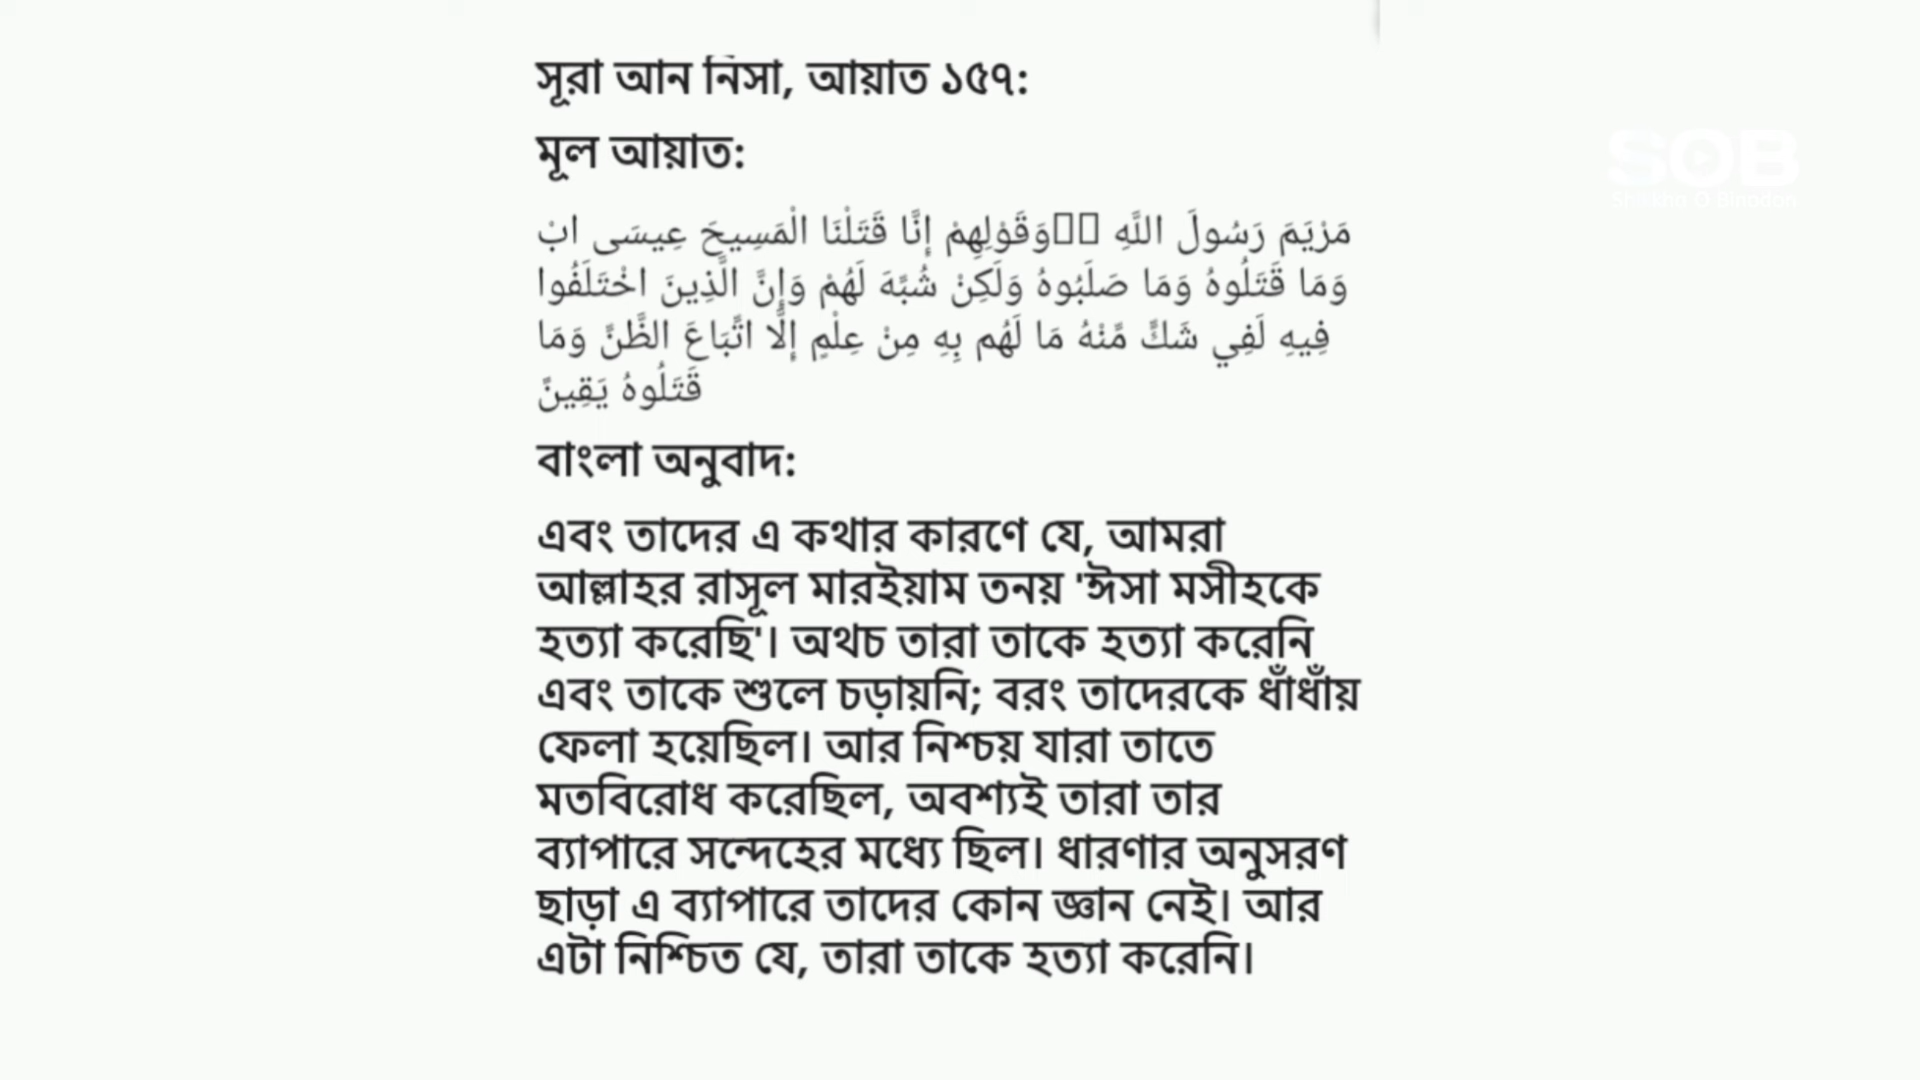 সূরা আন নিসা, আয়াত ১৫৭:
মূল আয়াত:
مَرْيَمَ رَسُولَ اللَّهِ وَقَوْلِهِمْ إِنَّا قَتَلْنَا الْمَسِيحَ عِيسَى ابْ
وَمَا قَتَلُوهُ وَمَا صَلَبُوهُ وَلَكِنْ شُبِّهَ لَهُمْ وَإِنَّ الَّذِينَ اخْتَلَفُوا
فِيهِ لَفِي شَكٍّ مِّنْهُ مَا لَهُم بِهِ مِنْ عِلْمٍ إِلَّا اتِّبَاعَ الظَّنِّ وَمَا
قَتَلُوهُ يَقِينً
বাংলা অনুবাদ:
এবং তাদের এ কথার কারণে যে, আমরা
আল্লাহর রাসূল মারইয়াম তনয় 'ঈসা মসীহকে
হত্যা করেছি'। অথচ তারা তাকে হত্যা করেনি
এবং তাকে শুলে চড়ায়নি; বরং তাদেরকে ধাঁধাঁয়
ফেলা হয়েছিল। আর নিশ্চয় যারা তাতে
মতবিরোধ করেছিল, অবশ্যই তারা তার
ব্যাপারে সন্দেহের মধ্যে ছিল। ধারণার অনুসরণ
ছাড়া এ ব্যাপারে তাদের কোন জ্ঞান নেই। আর
এটা নিশ্চিত যে, তারা তাকে হত্যা করেনি।
SOB